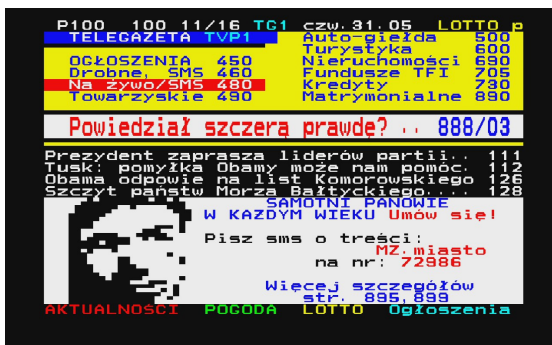 P100 100 11/16 TG1 czw.31.05 LOTTO p
TELEGAZETA TVP1 Auto-giełda 500
Turystyka 600
OGŁOSZENIA 450 Nieruchomości 690
Drobne, SMS 460 Fundusze TFI 705
Na żywo/SMS 480 Kredyty 730
Towarzyskie 490 Matrymonialne 890
Powiedział szczerą prawdę? .. 888/03
Prezydent zaprasza liderów partii.. 111
Tusk: pomyłka Obamy może nam pomóc. 112
Obama odpowie na list Komorowskiego 126
Szczyt państw Morza Bałtyckiego.... 128
SAMOTNI PANOWIE
W KAŻDYM WIEKU Umów się!
Pisz sms o treści:
MZ.miasto
na nr: 72986
Więcej szczegółów
str. 895,899
AKTUALNOŚCI POGODA LOTTO Ogłoszenia